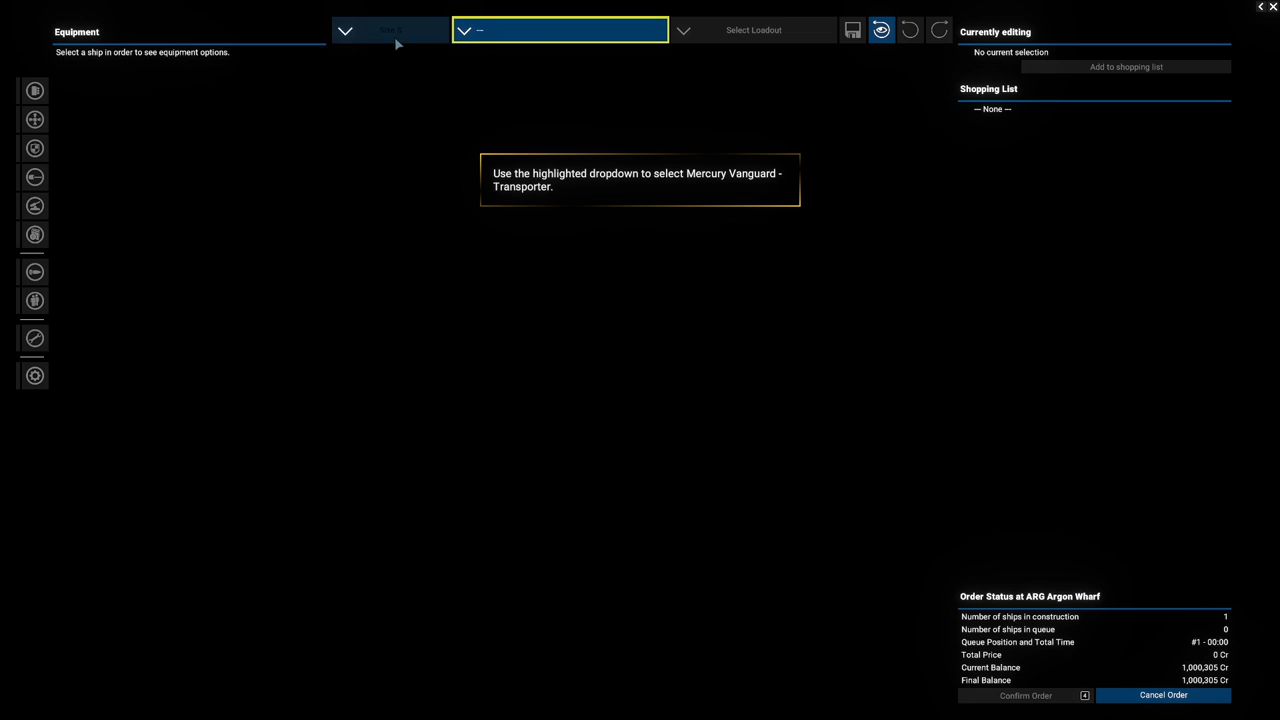 Equipment
Select a ship in order to see equipment options.
Size S
---
Select Loadout
Currently editing
No current selection
Add to shopping list
Shopping List
--- None ---
Use the highlighted dropdown to select Mercury Vanguard -
Transporter.
Order Status at ARG Argon Wharf
Number of ships in construction 1
Number of ships in queue 0
Queue Position and Total Time #1 - 00:00
Total Price 0 Cr
Current Balance 1,000,305 Cr
Final Balance 1,000,305 Cr
Confirm Order 4 Cancel Order